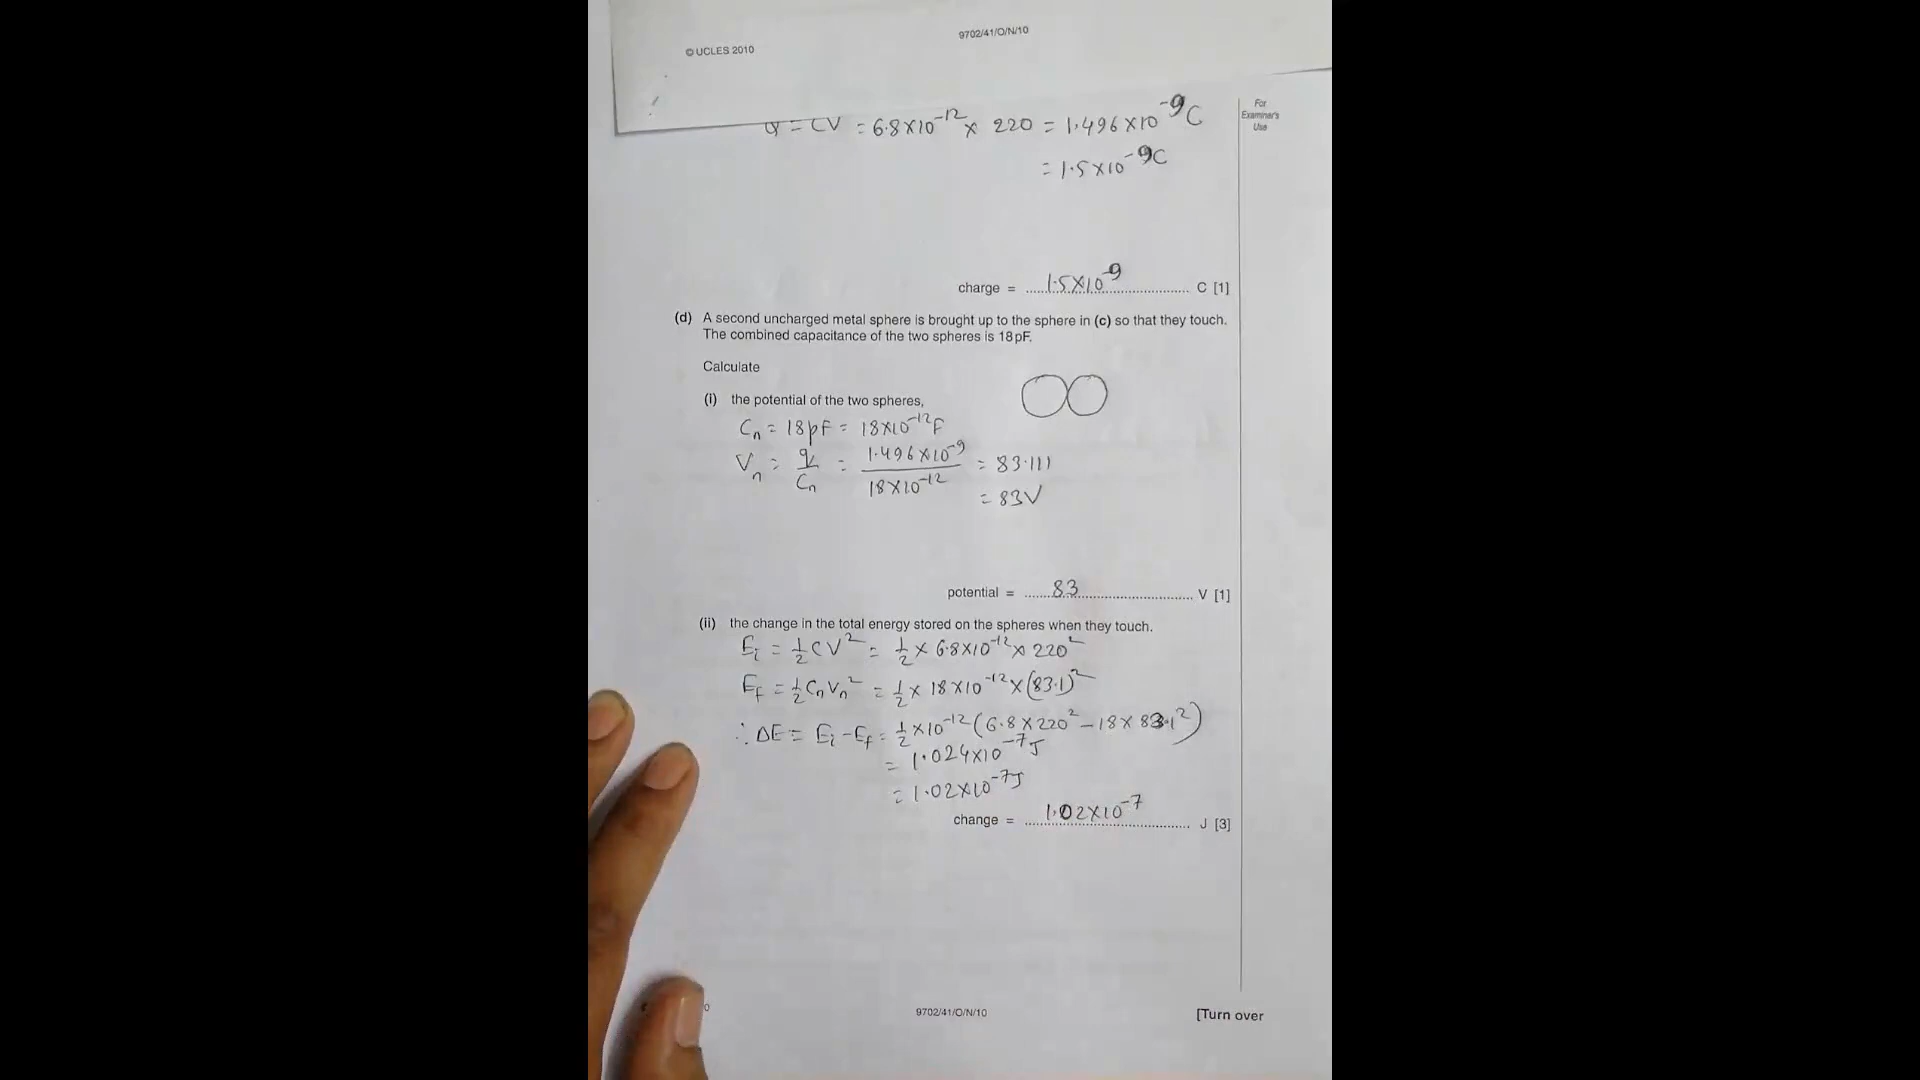 9702/41/O/N/10
© UCLES 2010
For
Examiner's
Use
Q = CV = 6.8×10⁻¹² × 220 = 1.496×10⁻⁹C
= 1.5×10⁻⁹C
charge = 1.5×10⁻⁹ C [1]
(d) A second uncharged metal sphere is brought up to the sphere in (c) so that they touch.
The combined capacitance of the two spheres is 18pF.
Calculate
(i) the potential of the two spheres,
Cₙ = 18pF = 18×10⁻¹²F
Vₙ = q/Cₙ = 1.496×10⁻⁹/18×10⁻¹² = 83.111
= 83V
potential = 83 V [1]
(ii) the change in the total energy stored on the spheres when they touch.
Eᵢ = ½CV² = ½ × 6.8×10⁻¹² × 220²
E_f = ½CₙVₙ² = ½ × 18×10⁻¹² × (83.1)²
∴ ΔE = Eᵢ - E_f = ½×10⁻¹² (6.8×220² - 18×83.1²)
= 1.024×10⁻⁷J
= 1.02×10⁻⁷J
change = 1.02×10⁻⁷ J [3]
0
9702/41/O/N/10
[Turn over